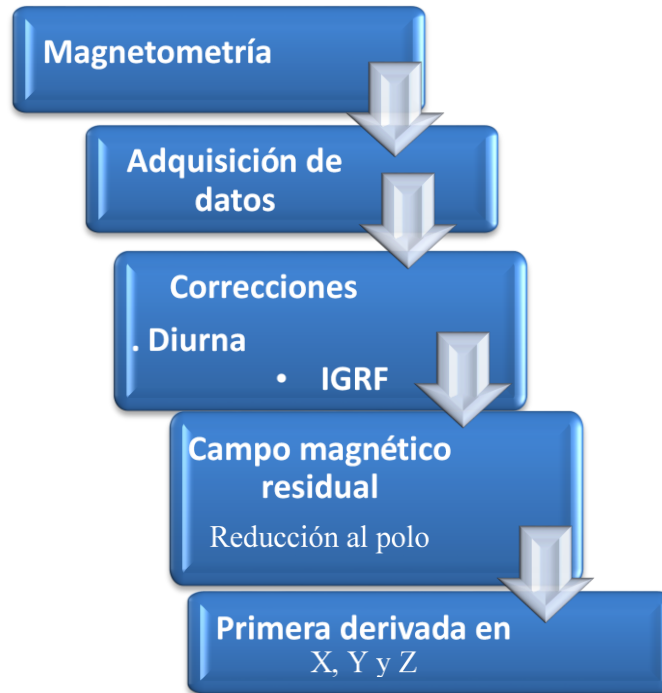 Magnetometría
Adquisición de
datos
Correcciones
. Diurna
• IGRF
Campo magnético
residual
Reducción al polo
Primera derivada en
X, Y y Z